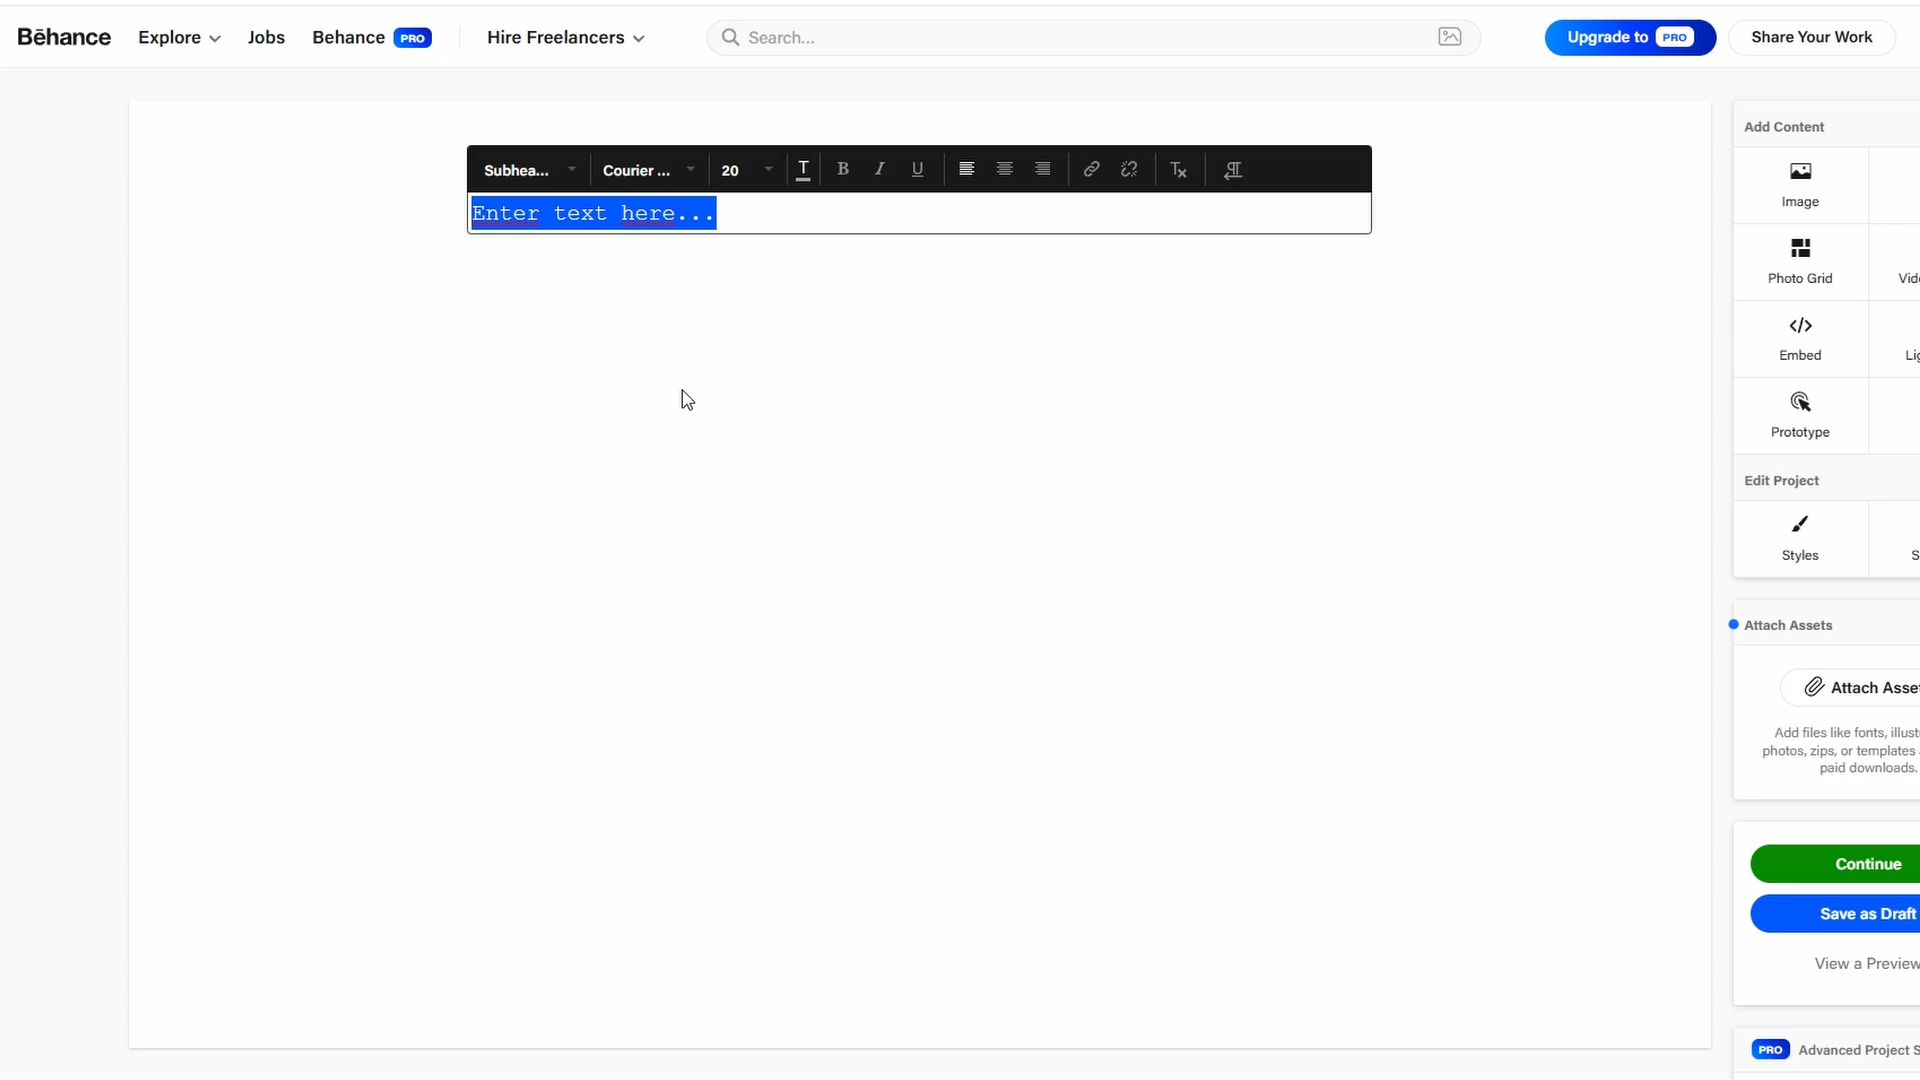 Bēhance Explore Jobs Behance PRO Hire Freelancers Search... Upgrade to PRO Share Your Work
Add Content
Subhea... Courier ... 20 T B I U Tx
Enter text here...
Image
Photo Grid
Embed
Prototype
Edit Project
Styles
Attach Assets
Attach
Add files like fonts,
photos, zips, or templates
paid downloads.
Continue
Save as Draft
View a Preview
PRO Advanced Project